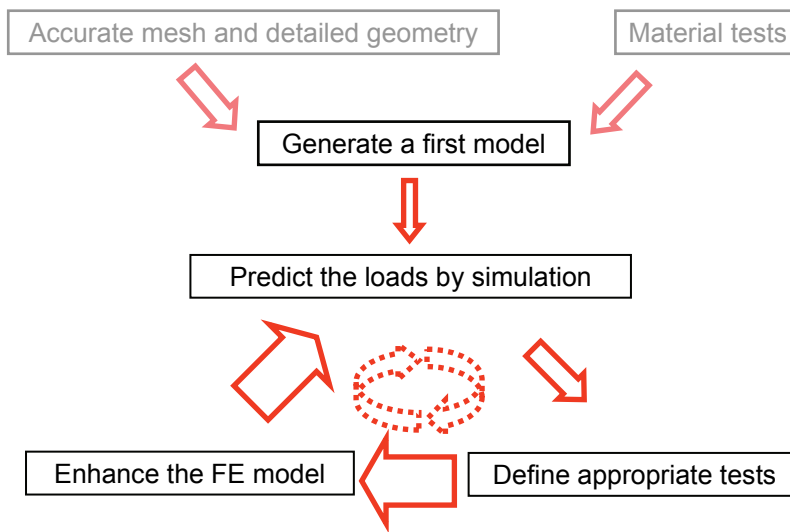 Accurate mesh and detailed geometry
Material tests
Generate a first model
Predict the loads by simulation
Enhance the FE model
Define appropriate tests